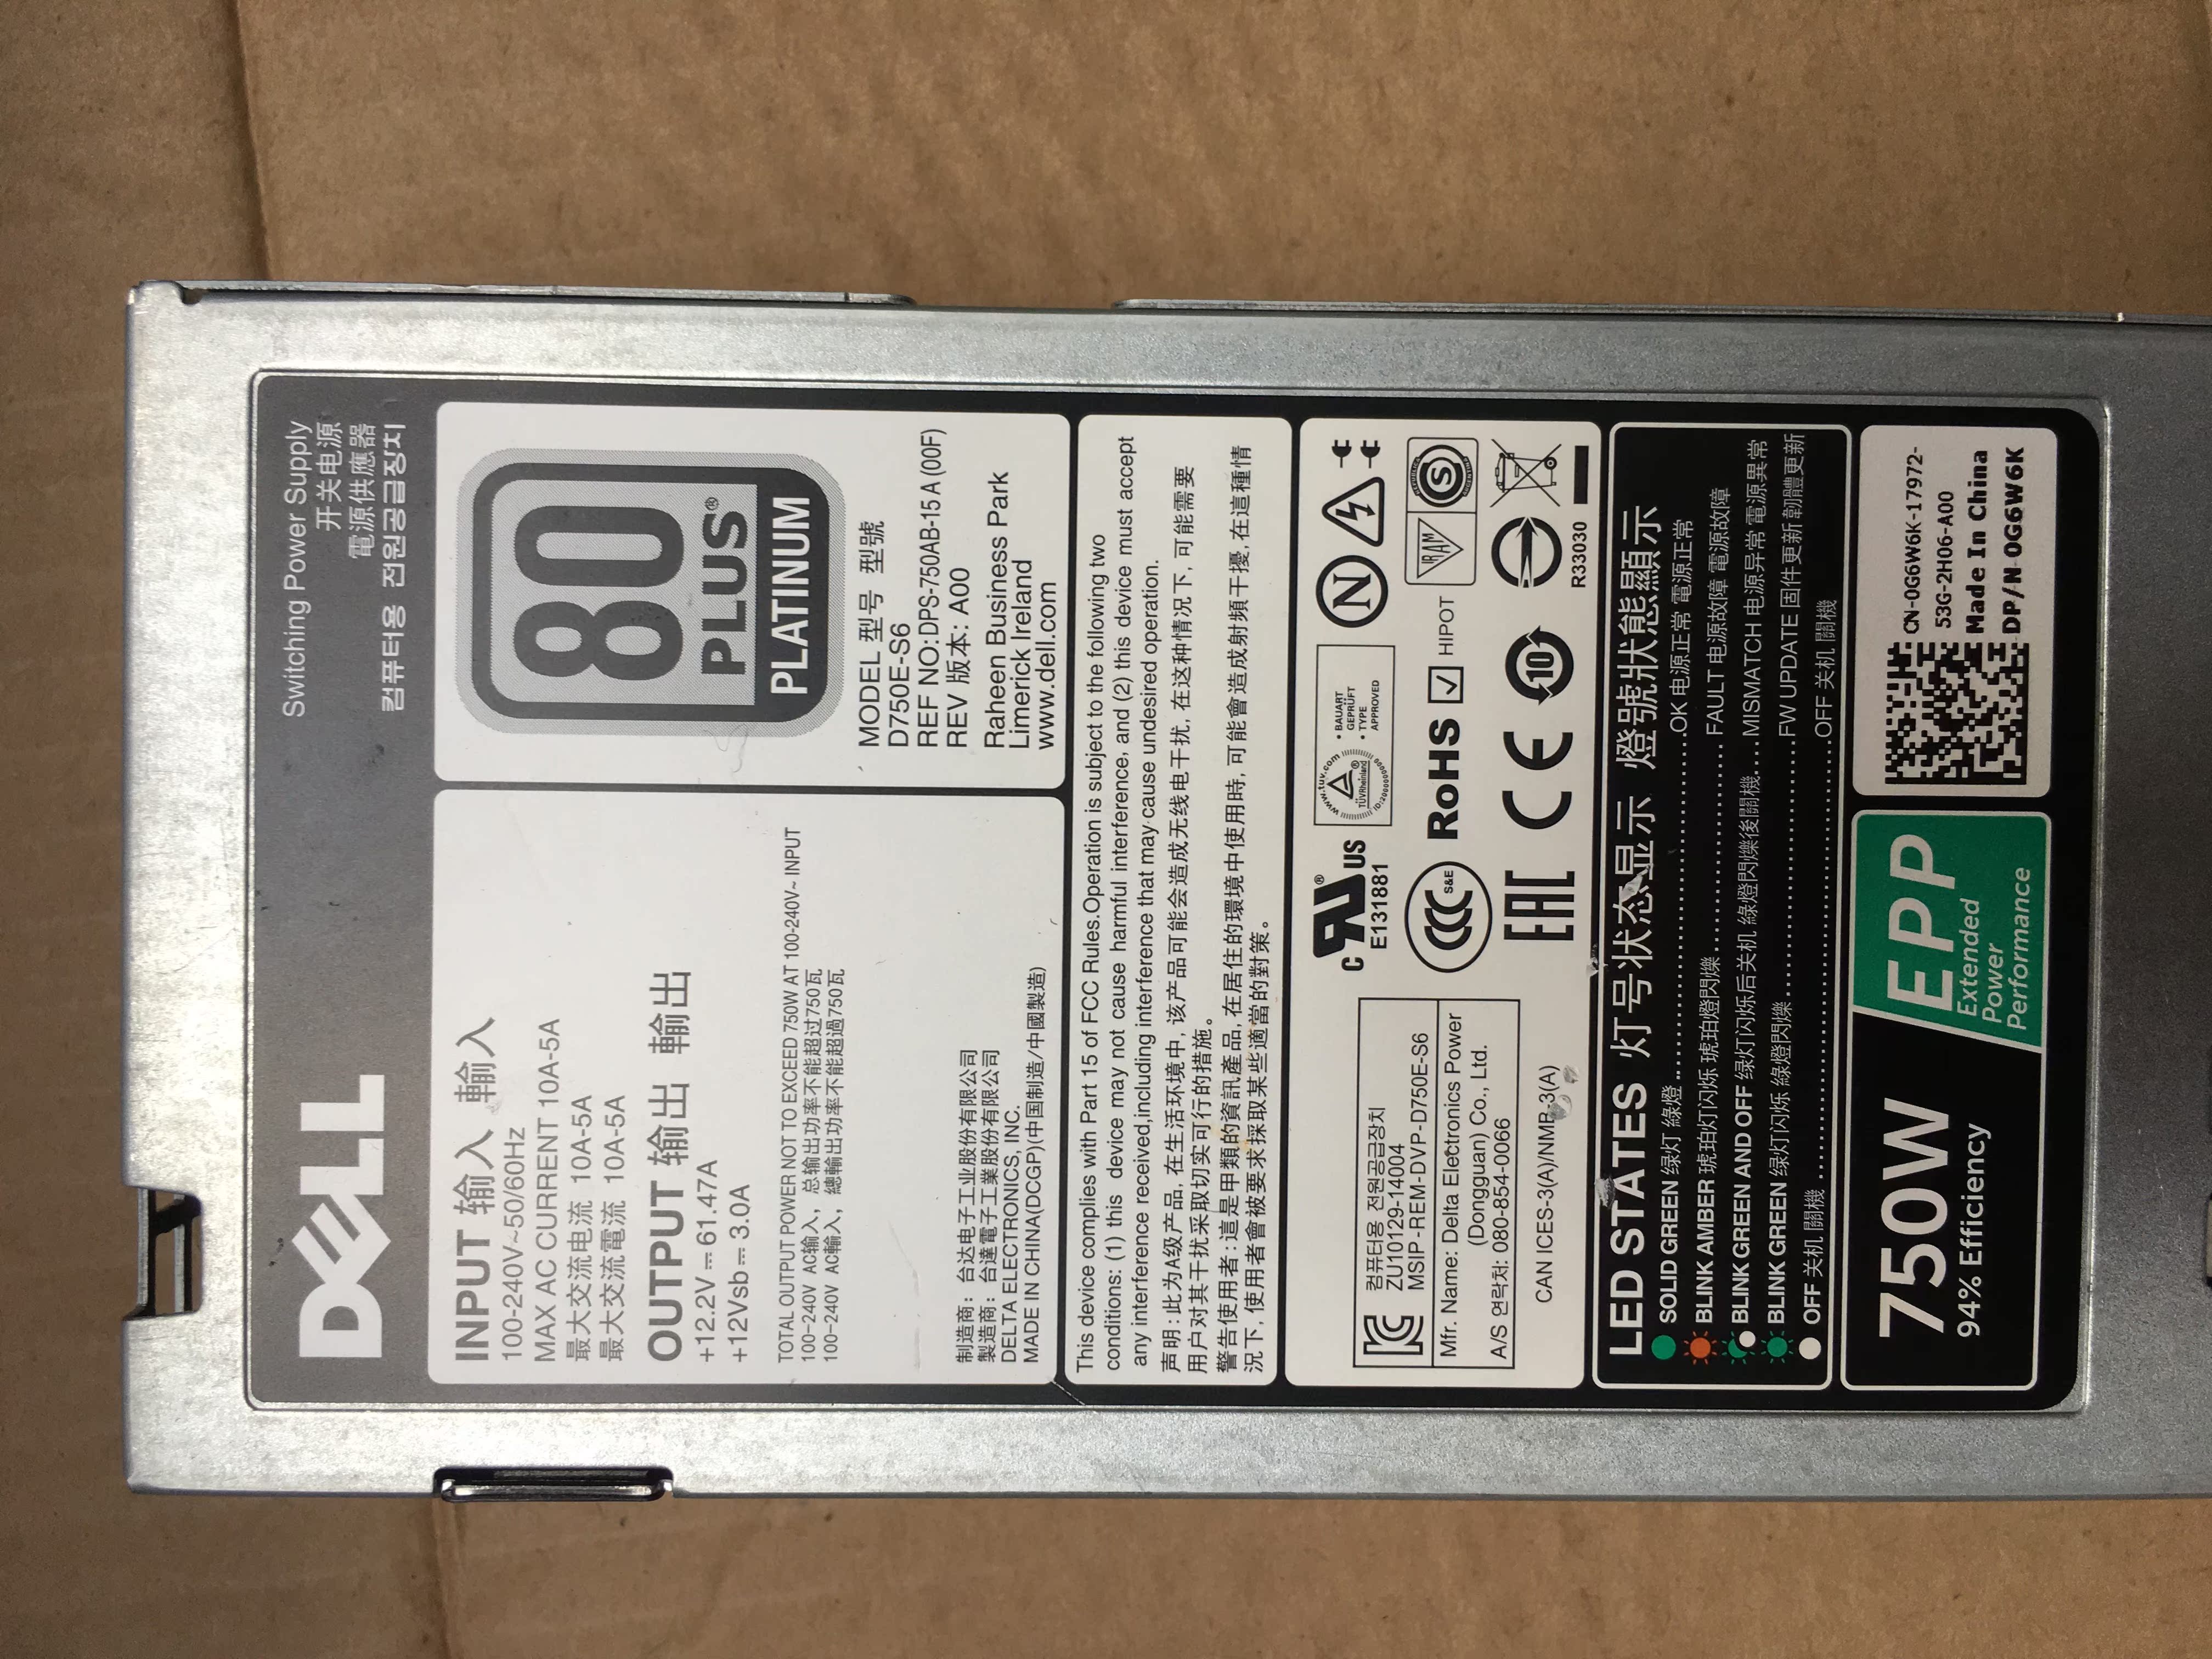 DELL
Switching Power Supply
开关电源
電源供應器
컴퓨터용 전원공급장치
INPUT 输入 輸入
100-240V~50/60Hz
MAX AC CURRENT 10A-5A
最大交流电流 10A-5A
最大交流電流 10A-5A
OUTPUT 输出 輸出
+12.2V⎓61.47A
+12Vsb⎓3.0A
TOTAL OUTPUT POWER NOT TO EXCEED 750W AT 100-240V~ INPUT
100-240V AC输入，总输出功率不能超过750瓦
100-240V AC輸入，總輸出功率不能超過750瓦
制造商：台达电子工业股份有限公司
製造商：台達電子工業股份有限公司
DELTA ELECTRONICS, INC.
MADE IN CHINA(DCGP)(中国制造/中國製造)
80
PLUS®
PLATINUM
MODEL 型号 型號
D750E-S6
REF NO:DPS-750AB-15 A (00F)
REV 版本: A00
Raheen Business Park
Limerick Ireland
www.dell.com
This device complies with Part 15 of FCC Rules.Operation is subject to the following two
conditions: (1) this device may not cause harmful interference, and (2) this device must accept
any interference received,including interference that may cause undesired operation.
声明:此为A级产品,在生活环境中,该产品可能会造成无线电干扰,在这种情况下,可能需要
用户对其干扰采取切实可行的措施。
警告使用者:這是甲類的資訊產品,在居住的環境中使用時,可能會造成射頻干擾,在這種情
況下,使用者會被要求採取某些適當的對策。
컴퓨터용 전원공급장치
ZU10129-14004
MSIP-REM-DVP-D750E-S6
Mfr. Name: Delta Electronics Power
(Dongguan) Co., Ltd.
A/S 연락처: 080-854-0066
CAN ICES-3(A)/NMB-3(A)
c US
E131881
www.tuv.com
TÜVRheinland
• BAUART
GEPRÜFT
• TYPE
APPROVED
N
CCC S&E
RoHS
HIPOT
IRAM
S
EAC
CE
10
R33030
LED STATES 灯号状态显示 燈號狀態顯示
SOLID GREEN 绿灯 綠燈 ........ OK 电源正常 電源正常
BLINK AMBER 琥珀灯闪烁 琥珀燈閃爍 ........ FAULT 电源故障 電源故障
BLINK GREEN AND OFF 绿灯闪烁后关机 綠燈閃爍後關機.... MISMATCH 电源异常 電源異常
BLINK GREEN 绿灯闪烁 綠燈閃爍 ........ FW UPDATE 固件更新 韌體更新
OFF 关机 關機 ........ OFF 关机 關機
750W
94% Efficiency
EPP
Extended
Power
Performance
CN-0G6W6K-17972-
53G-2H06-A00
Made In China
DP/N 0G6W6K